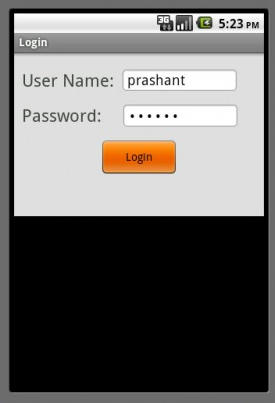 3G 5:23 PM
Login
User Name: prashant
Password: ••••••
Login